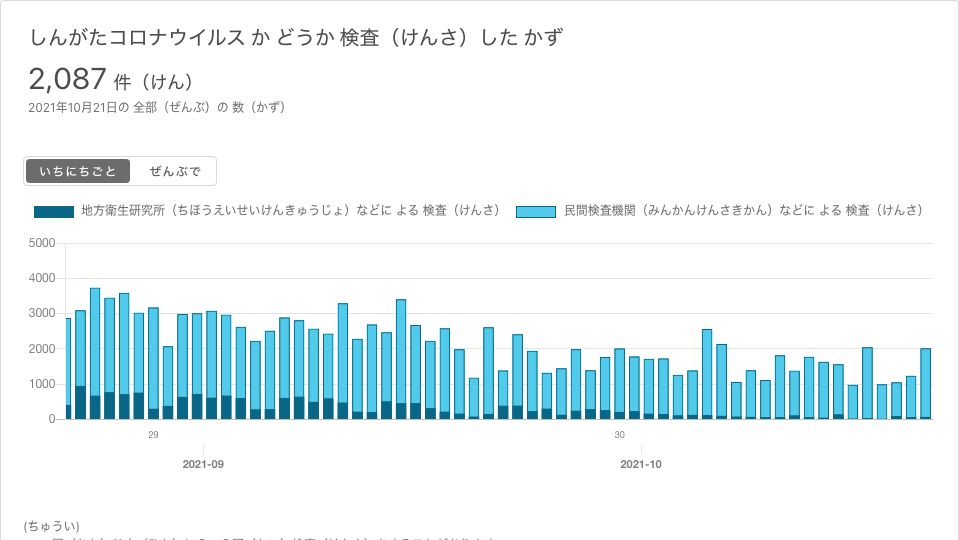 しんがたコロナウイルス か どうか 検査（けんさ）した かず
2,087 件（けん）
2021年10月21日の 全部（ぜんぶ）の 数（かず）
いちにちごと ぜんぶで
地方衛生研究所（ちほうえいせいけんきゅうじょ）などに よる 検査（けんさ） 民間検査機関（みんかんけんさきかん）などに よる 検査（けんさ）
5000
4000
3000
2000
1000
0
29 30
2021-09 2021-10
(ちゅうい)